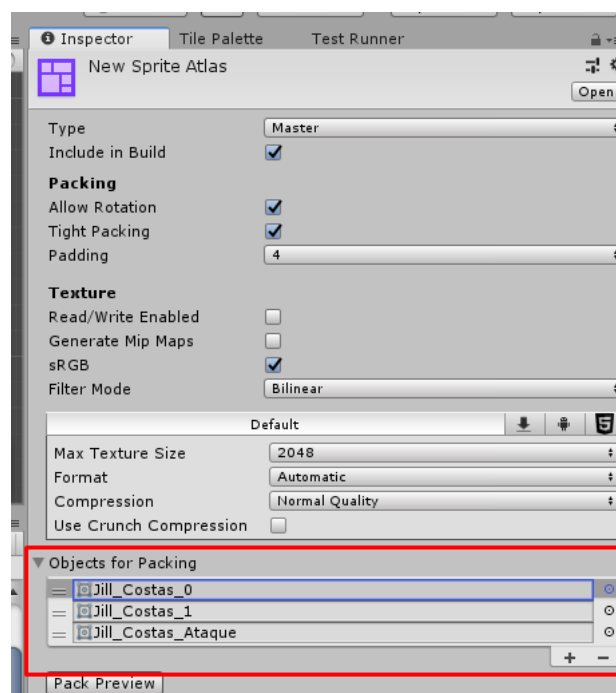 Inspector Tile Palette Test Runner
New Sprite Atlas
Open
Type Master
Include in Build
Packing
Allow Rotation
Tight Packing
Padding 4
Texture
Read/Write Enabled
Generate Mip Maps
sRGB
Filter Mode Bilinear
Default
Max Texture Size 2048
Format Automatic
Compression Normal Quality
Use Crunch Compression
Objects for Packing
Jill_Costas_0
Jill_Costas_1
Jill_Costas_Ataque
Pack Preview